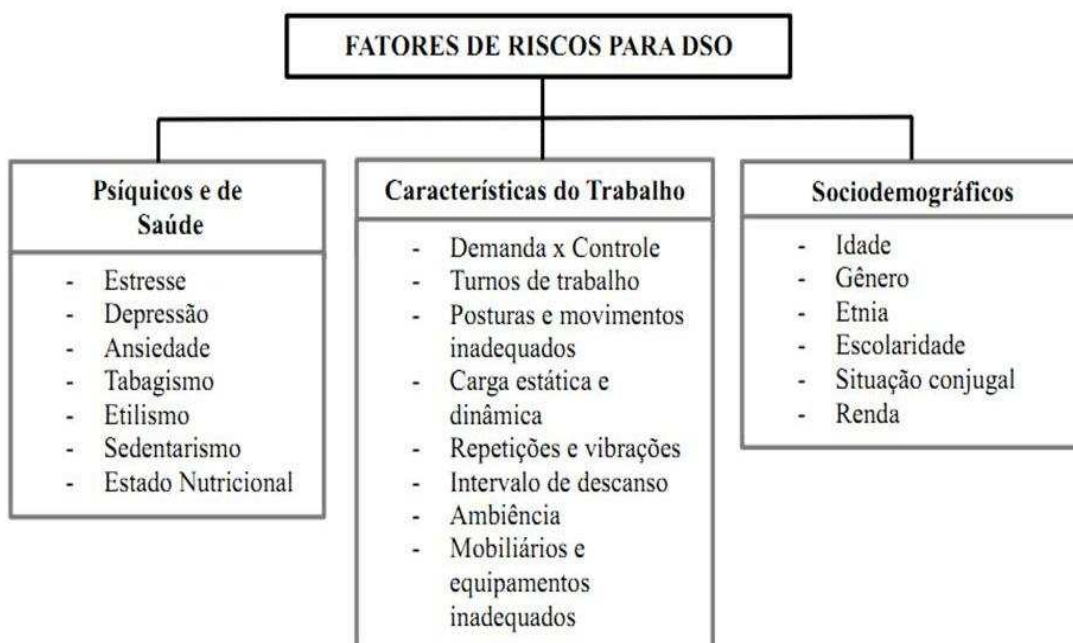 FATORES DE RISCOS PARA DSO
Psíquicos e de
Saúde
- Estresse
- Depressão
- Ansiedade
- Tabagismo
- Etilismo
- Sedentarismo
- Estado Nutricional
Características do Trabalho
- Demanda x Controle
- Turnos de trabalho
- Posturas e movimentos
inadequados
- Carga estática e
dinâmica
- Repetições e vibrações
- Intervalo de descanso
- Ambiência
- Mobiliários e
equipamentos
inadequados
Sociodemográficos
- Idade
- Gênero
- Etnia
- Escolaridade
- Situação conjugal
- Renda